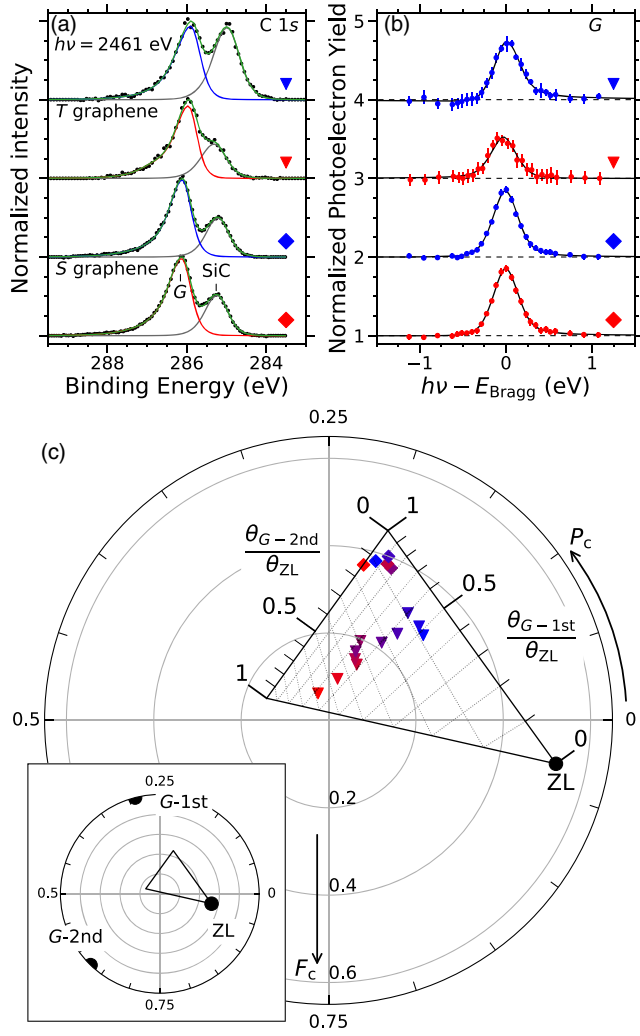 (a)
C 1s
hν = 2461 eV
T graphene
S graphene
G
SiC
Normalized intensity
288
286
284
Binding Energy (eV)
(b)
G
Normalized Photoelectron Yield
5
4
3
2
1
−1
0
1
hν − E_Bragg (eV)
(c)
0.25
0
1
θ_G−2nd
θ_ZL
P_c
0.5
0.5
θ_G−1st
θ_ZL
1
0.5
0
0
ZL
0.2
0.4
0.6
F_c
0.75
0.25
G-1st
0.5
0
ZL
G-2nd
0.75